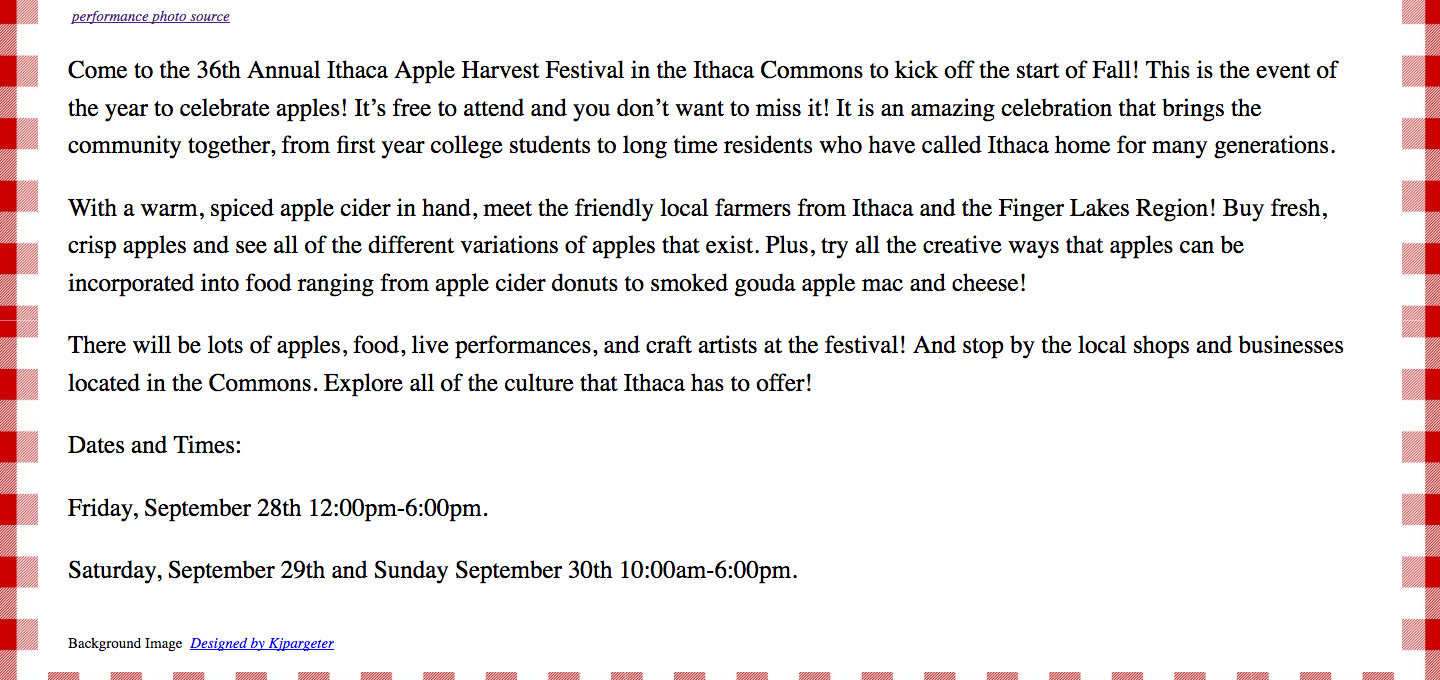 performance photo source
Come to the 36th Annual Ithaca Apple Harvest Festival in the Ithaca Commons to kick off the start of Fall! This is the event of
the year to celebrate apples! It’s free to attend and you don’t want to miss it! It is an amazing celebration that brings the
community together, from first year college students to long time residents who have called Ithaca home for many generations.
With a warm, spiced apple cider in hand, meet the friendly local farmers from Ithaca and the Finger Lakes Region! Buy fresh,
crisp apples and see all of the different variations of apples that exist. Plus, try all the creative ways that apples can be
incorporated into food ranging from apple cider donuts to smoked gouda apple mac and cheese!
There will be lots of apples, food, live performances, and craft artists at the festival! And stop by the local shops and businesses
located in the Commons. Explore all of the culture that Ithaca has to offer!
Dates and Times:
Friday, September 28th 12:00pm-6:00pm.
Saturday, September 29th and Sunday September 30th 10:00am-6:00pm.
Background Image Designed by Kjpargeter